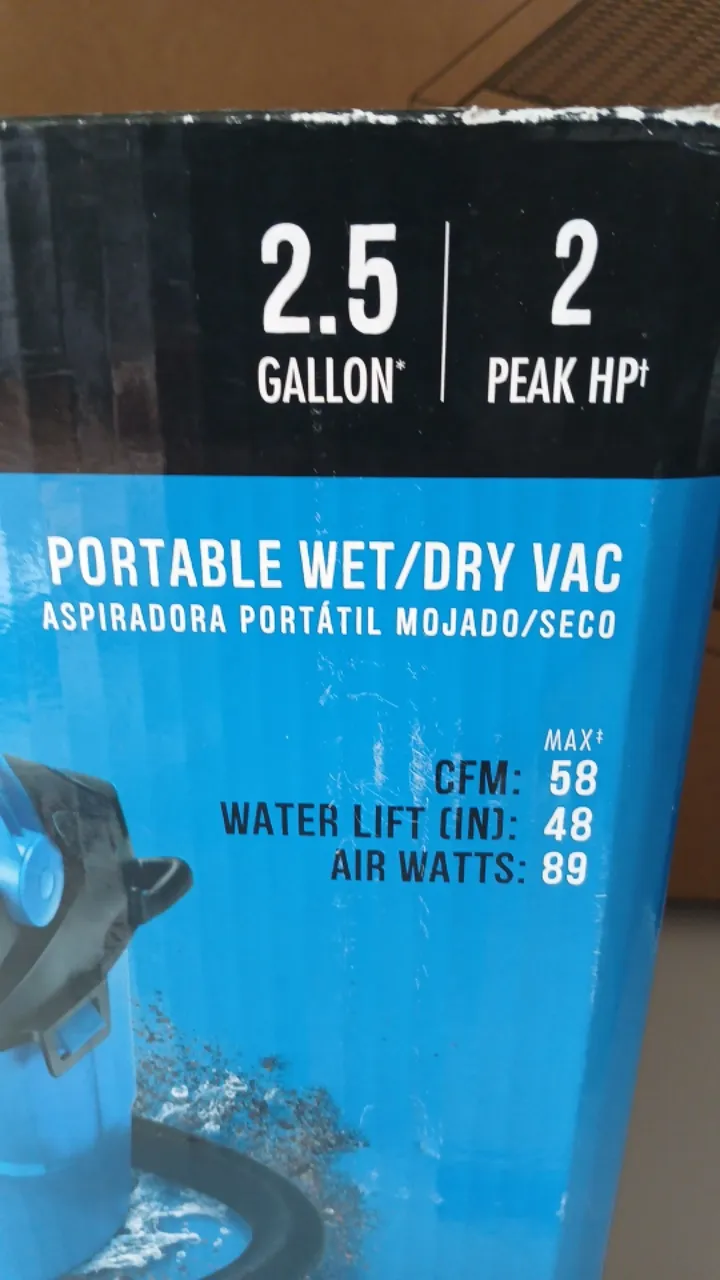 2.5
GALLON*
2
PEAK HP†
PORTABLE WET/DRY VAC
ASPIRADORA PORTÁTIL MOJADO/SECO
MAX‡
CFM: 58
WATER LIFT (IN): 48
AIR WATTS: 89